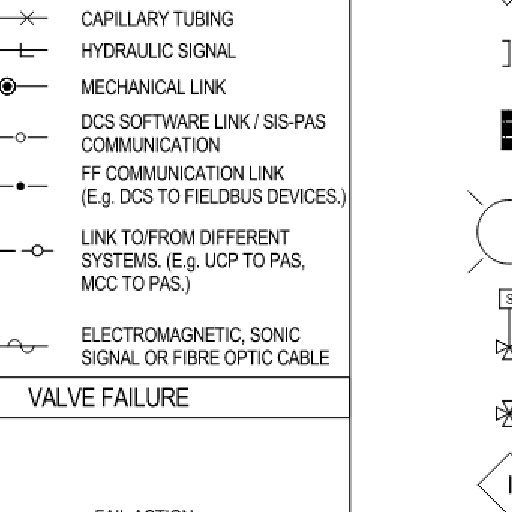 CAPILLARY TUBING
HYDRAULIC SIGNAL
MECHANICAL LINK
DCS SOFTWARE LINK / SIS-PAS
COMMUNICATION
FF COMMUNICATION LINK
(E.g. DCS TO FIELDBUS DEVICES.)
LINK TO/FROM DIFFERENT
SYSTEMS. (E.g. UCP TO PAS,
MCC TO PAS.)
ELECTROMAGNETIC, SONIC
SIGNAL OR FIBRE OPTIC CABLE
VALVE FAILURE
S